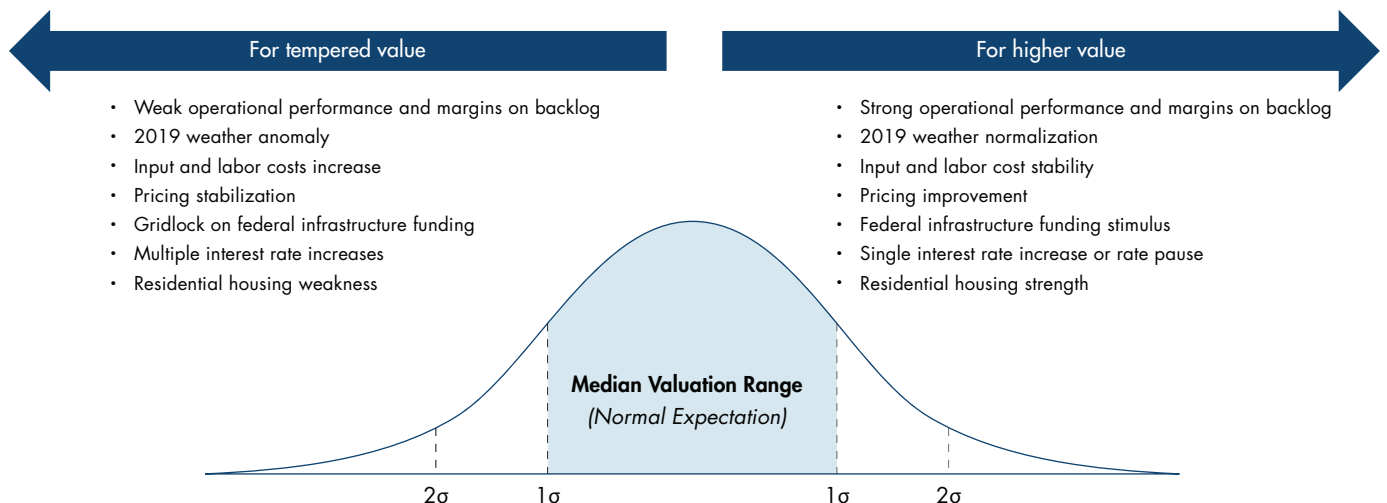 For tempered value
For higher value
• Weak operational performance and margins on backlog
• 2019 weather anomaly
• Input and labor costs increase
• Pricing stabilization
• Gridlock on federal infrastructure funding
• Multiple interest rate increases
• Residential housing weakness
• Strong operational performance and margins on backlog
• 2019 weather normalization
• Input and labor cost stability
• Pricing improvement
• Federal infrastructure funding stimulus
• Single interest rate increase or rate pause
• Residential housing strength
Median Valuation Range
(Normal Expectation)
2σ 1σ 1σ 2σ